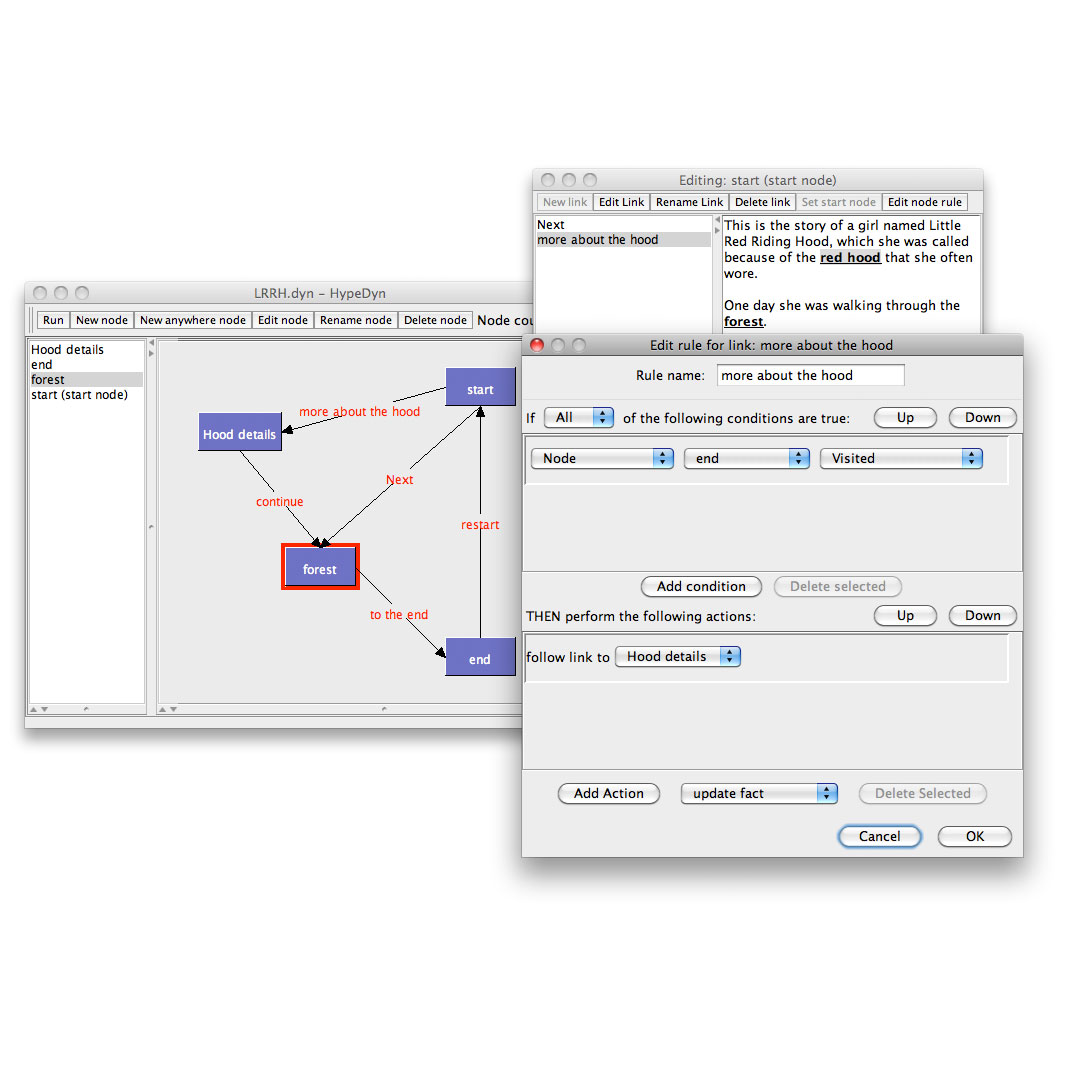 Editing: start (start node)
New link Edit Link Rename Link Delete link Set start node Edit node rule
Next
more about the hood
This is the story of a girl named Little
Red Riding Hood, which she was called
because of the red hood that she often
wore.
One day she was walking through the
forest.
LRRH.dyn - HypeDyn
Run New node New anywhere node Edit node Rename node Delete node Node cou
Hood details
end
forest
start (start node)
start
more about the hood
Hood details
Next
continue
restart
forest
to the end
end
Edit rule for link: more about the hood
Rule name: more about the hood
If All of the following conditions are true: Up Down
Node end Visited
Add condition Delete selected
THEN perform the following actions: Up Down
follow link to Hood details
Add Action update fact Delete Selected
Cancel OK